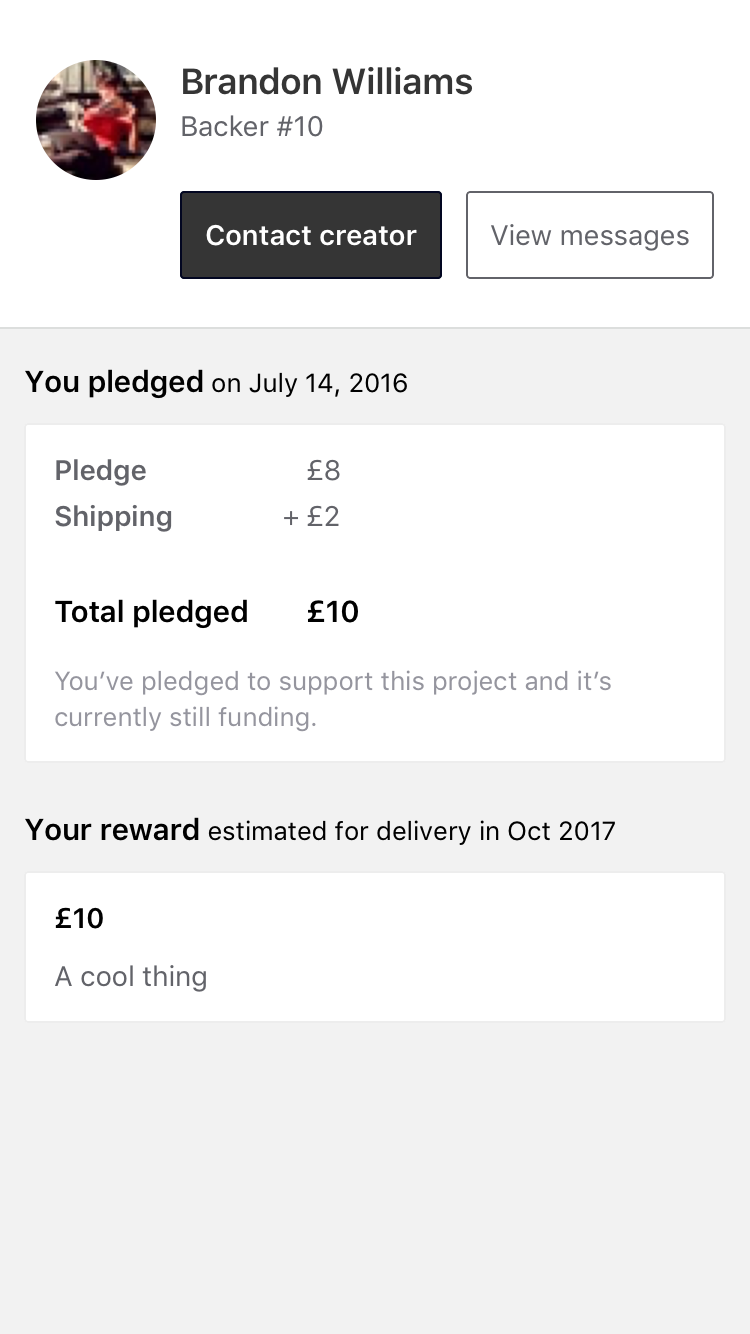 Brandon Williams
Backer #10
Contact creator
View messages
You pledged on July 14, 2016
Pledge £8
Shipping + £2
Total pledged £10
You’ve pledged to support this project and it’s
currently still funding.
Your reward estimated for delivery in Oct 2017
£10
A cool thing